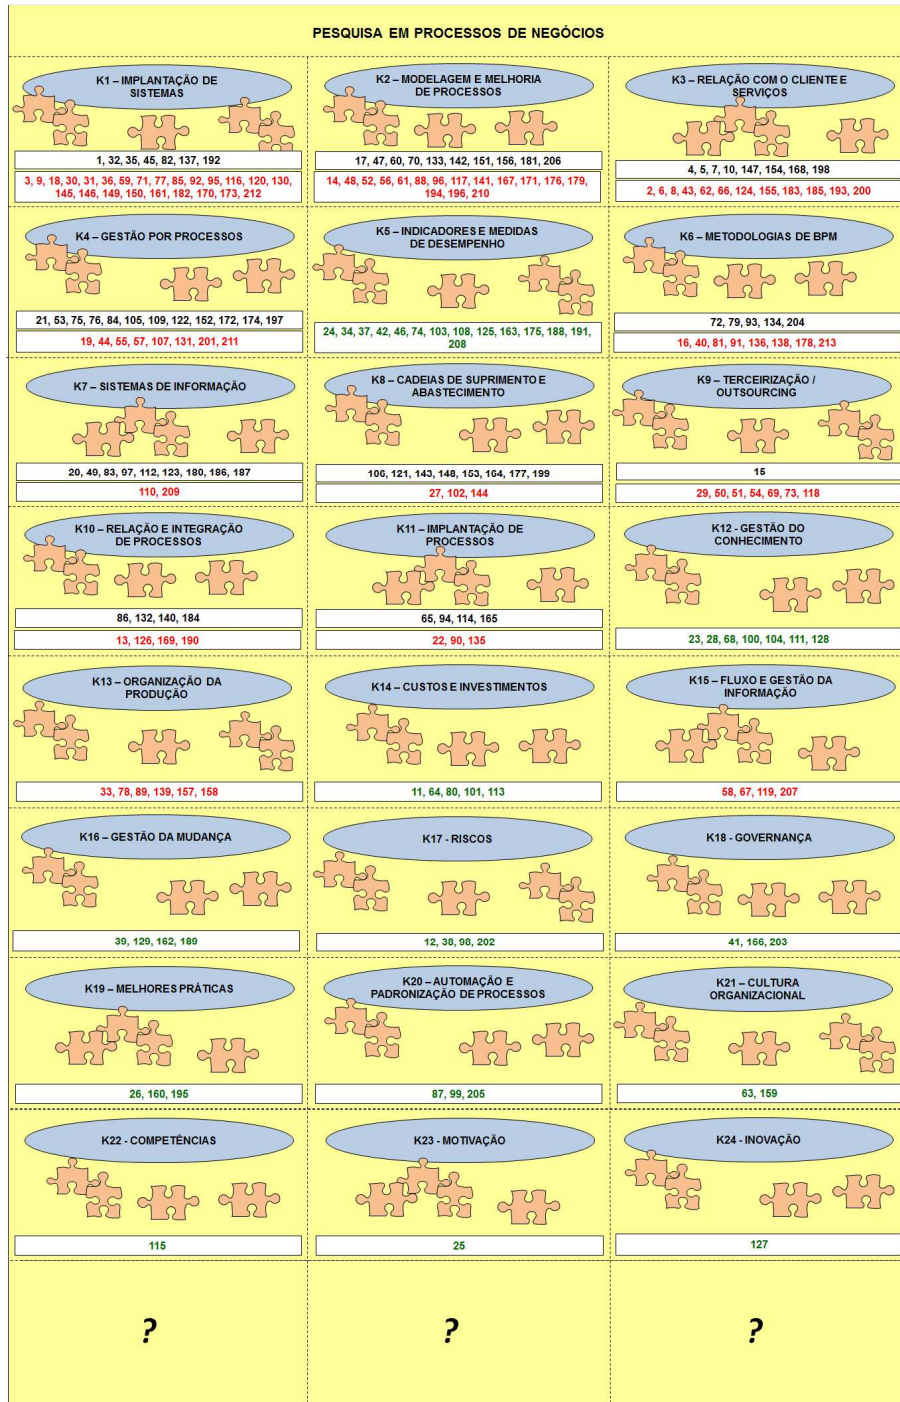 PESQUISA EM PROCESSOS DE NEGÓCIOS
K1 – IMPLANTAÇÃO DE
SISTEMAS
1, 32, 35, 45, 82, 137, 192
3, 9, 18, 30, 31, 36, 59, 71, 77, 85, 92, 95, 116, 120, 130,
145, 146, 149, 150, 161, 182, 170, 173, 212
K2 – MODELAGEM E MELHORIA
DE PROCESSOS
17, 47, 60, 70, 133, 142, 151, 156, 181, 206
14, 48, 52, 56, 61, 88, 96, 117, 141, 167, 171, 176, 179,
194, 196, 210
K3 – RELAÇÃO COM O CLIENTE E
SERVIÇOS
4, 5, 7, 10, 147, 154, 168, 198
2, 6, 8, 43, 62, 66, 124, 155, 183, 185, 193, 200
K4 – GESTÃO POR PROCESSOS
21, 53, 75, 76, 84, 105, 109, 122, 152, 172, 174, 197
19, 44, 55, 57, 107, 131, 201, 211
K5 – INDICADORES E MEDIDAS
DE DESEMPENHO
24, 34, 37, 42, 46, 74, 103, 108, 125, 163, 175, 188, 191,
208
K6 – METODOLOGIAS DE BPM
72, 79, 93, 134, 204
16, 40, 81, 91, 136, 138, 178, 213
K7 – SISTEMAS DE INFORMAÇÃO
20, 49, 83, 97, 112, 123, 180, 186, 187
110, 209
K8 – CADEIAS DE SUPRIMENTO E
ABASTECIMENTO
106, 121, 143, 148, 153, 164, 177, 199
27, 102, 144
K9 – TERCEIRIZAÇÃO /
OUTSOURCING
15
29, 50, 51, 54, 69, 73, 118
K10 – RELAÇÃO E INTEGRAÇÃO
DE PROCESSOS
86, 132, 140, 184
13, 126, 169, 190
K11 – IMPLANTAÇÃO DE
PROCESSOS
65, 94, 114, 165
22, 90, 135
K12 - GESTÃO DO
CONHECIMENTO
23, 28, 68, 100, 104, 111, 128
K13 – ORGANIZAÇÃO DA
PRODUÇÃO
33, 78, 89, 139, 157, 158
K14 – CUSTOS E INVESTIMENTOS
11, 64, 80, 101, 113
K15 – FLUXO E GESTÃO DA
INFORMAÇÃO
58, 67, 119, 207
K16 – GESTÃO DA MUDANÇA
39, 129, 162, 189
K17 - RISCOS
12, 38, 98, 202
K18 - GOVERNANÇA
41, 166, 203
K19 – MELHORES PRÁTICAS
26, 160, 195
K20 – AUTOMAÇÃO E
PADRONIZAÇÃO DE PROCESSOS
87, 99, 205
K21 – CULTURA
ORGANIZACIONAL
63, 159
K22 - COMPETÊNCIAS
115
K23 - MOTIVAÇÃO
25
K24 - INOVAÇÃO
127
? ? ?